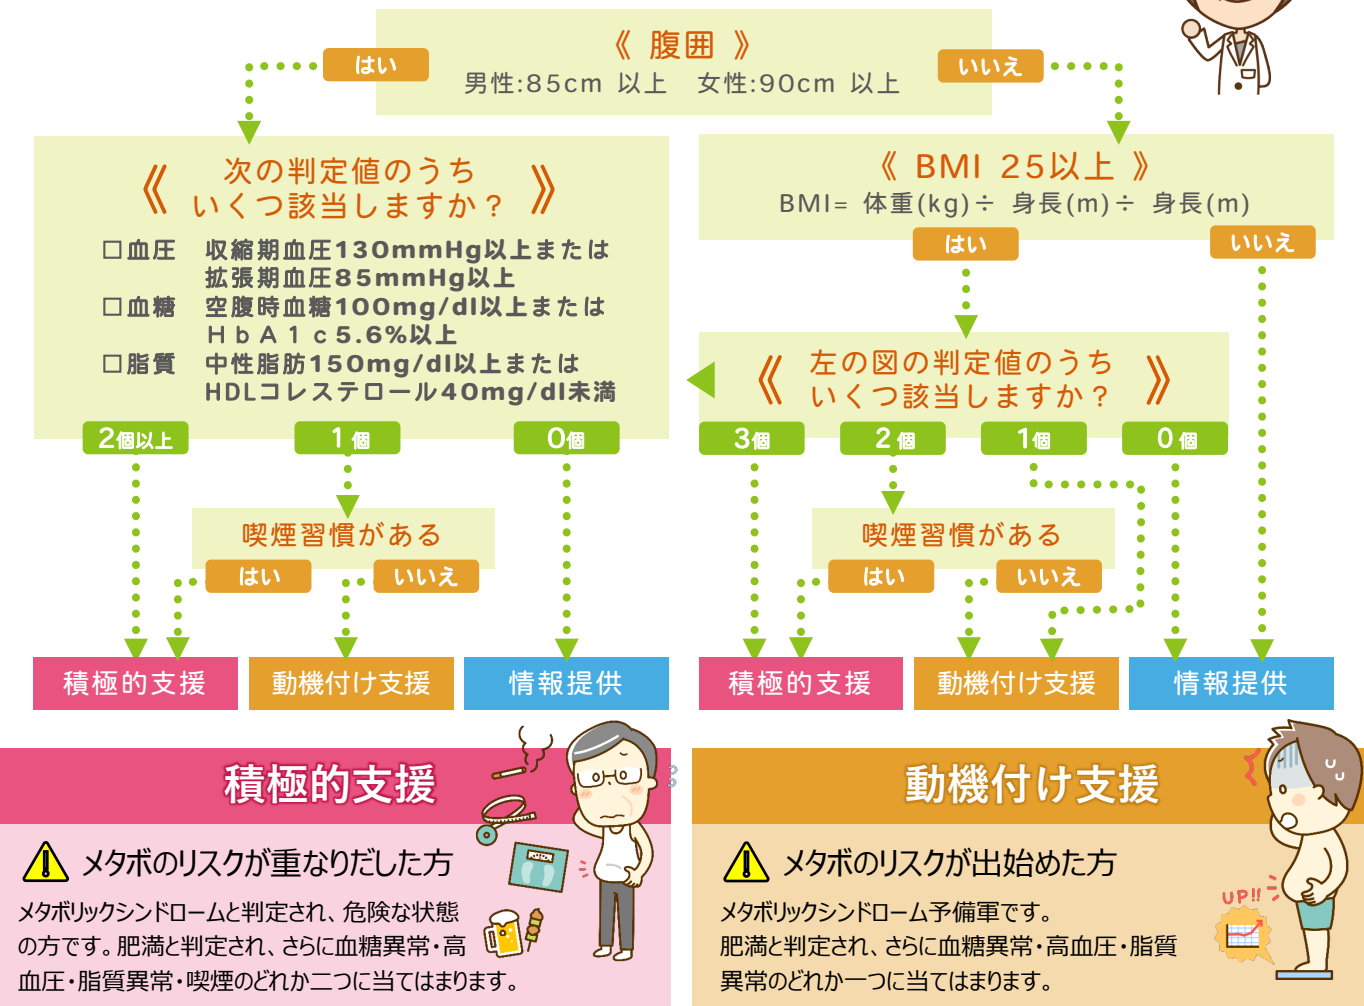 《 腹囲 》
男性:85cm 以上　女性:90cm 以上
はい
いいえ
《 次の判定値のうち
いくつ該当しますか？ 》
□血圧　収縮期血圧130mmHg以上または
拡張期血圧85mmHg以上
□血糖　空腹時血糖100mg/dl以上または
ＨｂＡ１ｃ5.6%以上
□脂質　中性脂肪150mg/dl以上または
HDLコレステロール40mg/dl未満
2個以上
1個
0個
喫煙習慣がある
はい
いいえ
積極的支援
動機付け支援
情報提供
《 BMI 25以上 》
BMI= 体重(kg)÷ 身長(m)÷ 身長(m)
はい
いいえ
《 左の図の判定値のうち
いくつ該当しますか？ 》
3個
2個
1個
0個
喫煙習慣がある
はい
いいえ
積極的支援
動機付け支援
情報提供
積極的支援
メタボのリスクが重なりだした方
メタボリックシンドロームと判定され、危険な状態
の方です。肥満と判定され、さらに血糖異常・高
血圧・脂質異常・喫煙のどれか二つに当てはまります。
動機付け支援
メタボのリスクが出始めた方
メタボリックシンドローム予備軍です。
肥満と判定され、さらに血糖異常・高血圧・脂質
異常のどれか一つに当てはまります。
UP!!